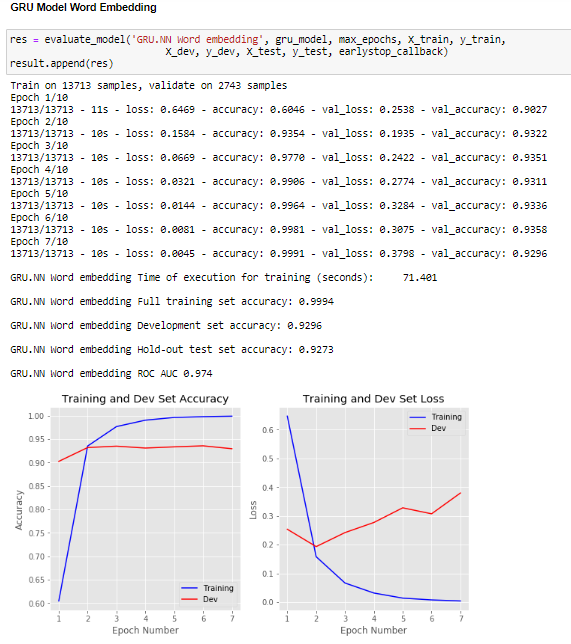 GRU Model Word Embedding
res = evaluate_model('GRU.NN Word embedding', gru_model, max_epochs, X_train, y_train,
X_dev, y_dev, X_test, y_test, earlystop_callback)
result.append(res)
Train on 13713 samples, validate on 2743 samples
Epoch 1/10
13713/13713 - 11s - loss: 0.6469 - accuracy: 0.6046 - val_loss: 0.2538 - val_accuracy: 0.9027
Epoch 2/10
13713/13713 - 10s - loss: 0.1584 - accuracy: 0.9354 - val_loss: 0.1935 - val_accuracy: 0.9322
Epoch 3/10
13713/13713 - 10s - loss: 0.0669 - accuracy: 0.9770 - val_loss: 0.2422 - val_accuracy: 0.9351
Epoch 4/10
13713/13713 - 10s - loss: 0.0321 - accuracy: 0.9906 - val_loss: 0.2774 - val_accuracy: 0.9311
Epoch 5/10
13713/13713 - 10s - loss: 0.0144 - accuracy: 0.9964 - val_loss: 0.3284 - val_accuracy: 0.9336
Epoch 6/10
13713/13713 - 10s - loss: 0.0081 - accuracy: 0.9981 - val_loss: 0.3075 - val_accuracy: 0.9358
Epoch 7/10
13713/13713 - 10s - loss: 0.0045 - accuracy: 0.9991 - val_loss: 0.3798 - val_accuracy: 0.9296
GRU.NN Word embedding Time of execution for training (seconds): 71.401
GRU.NN Word embedding Full training set accuracy: 0.9994
GRU.NN Word embedding Development set accuracy: 0.9296
GRU.NN Word embedding Hold-out test set accuracy: 0.9273
GRU.NN Word embedding ROC AUC 0.974
Training and Dev Set Accuracy
1.00
0.95
0.90
0.85
0.80
0.75
0.70
0.65
0.60
Accuracy
Training
Dev
1 2 3 4 5 6 7
Epoch Number
Training and Dev Set Loss
Training
Dev
0.6
0.5
0.4
0.3
0.2
0.1
0.0
Loss
1 2 3 4 5 6 7
Epoch Number